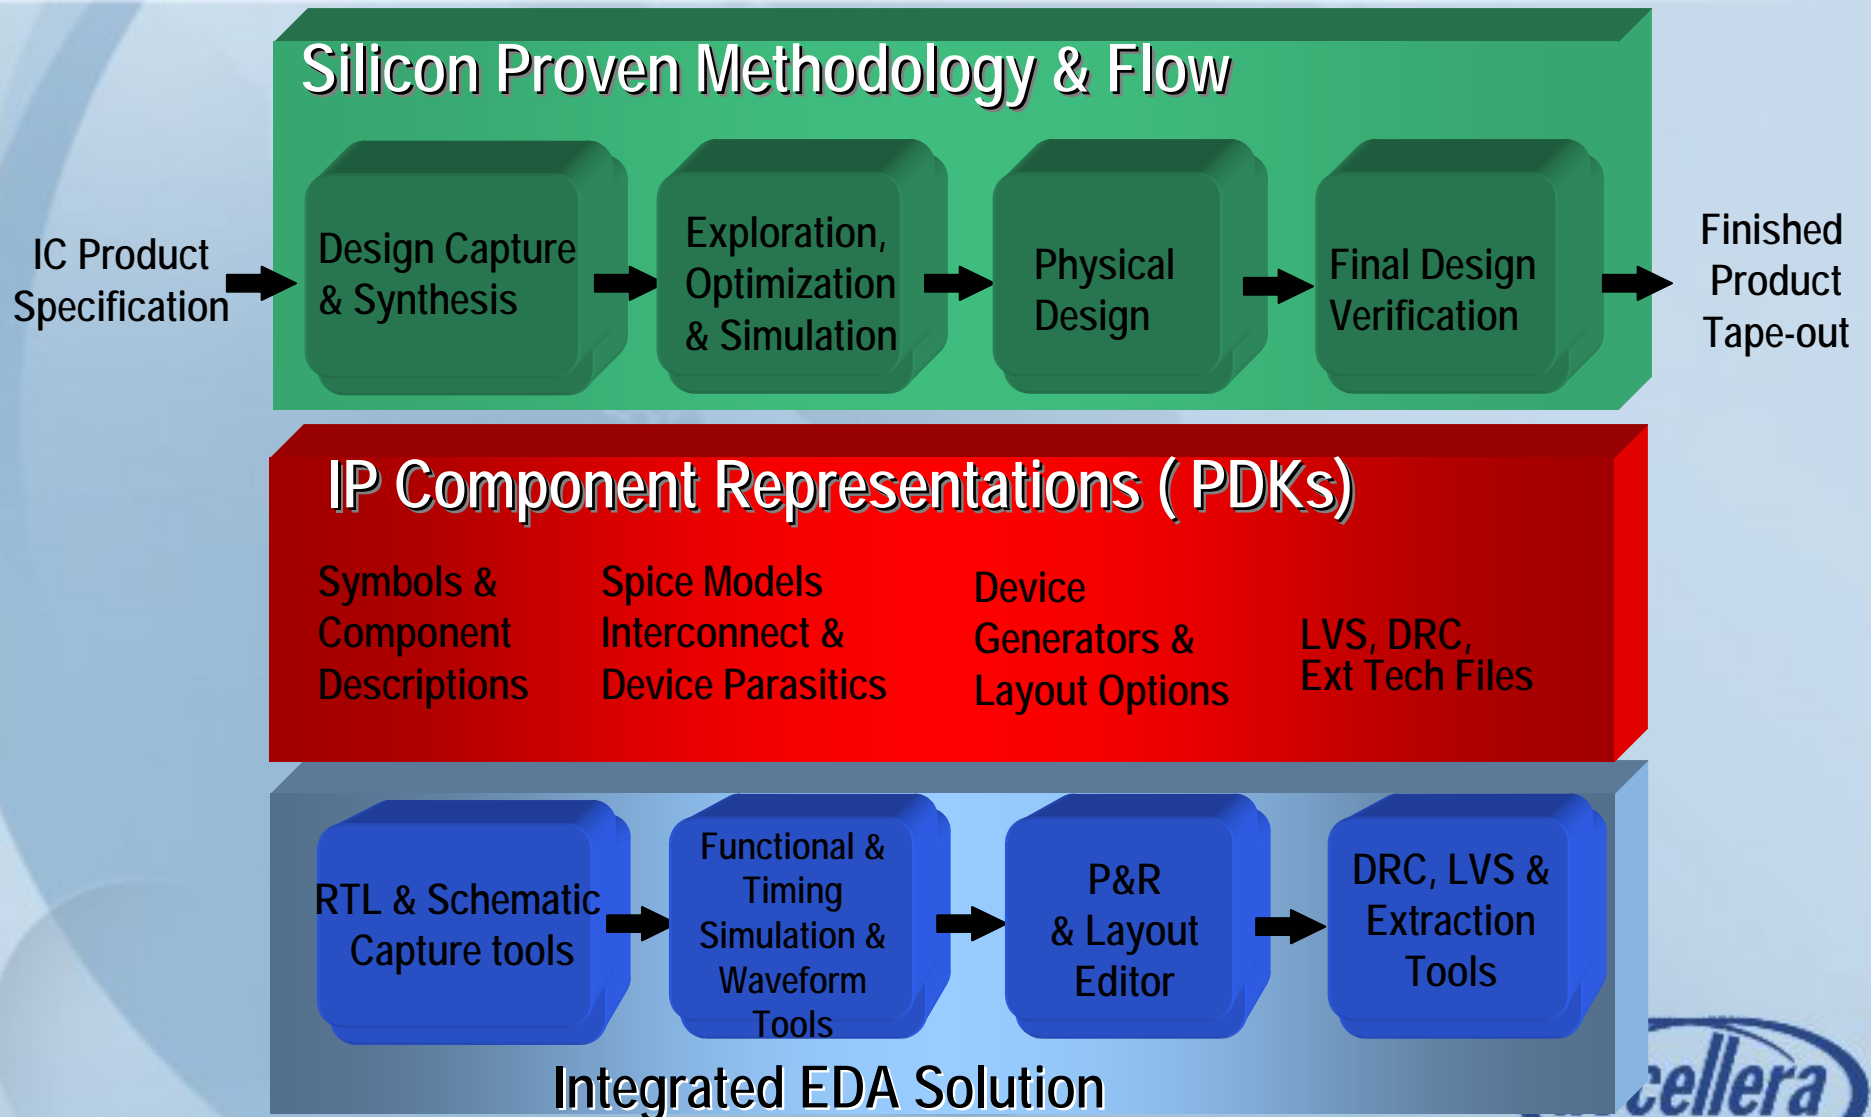 Silicon Proven Methodology & Flow
IC Product
Specification
Design Capture
& Synthesis
Exploration,
Optimization
& Simulation
Physical
Design
Final Design
Verification
Finished
Product
Tape-out
IP Component Representations ( PDKs)
Symbols &
Component
Descriptions
Spice Models
Interconnect &
Device Parasitics
Device
Generators &
Layout Options
LVS, DRC,
Ext Tech Files
RTL & Schematic
Capture tools
Functional &
Timing
Simulation &
Waveform
Tools
P&R
& Layout
Editor
DRC, LVS &
Extraction
Tools
Integrated EDA Solution